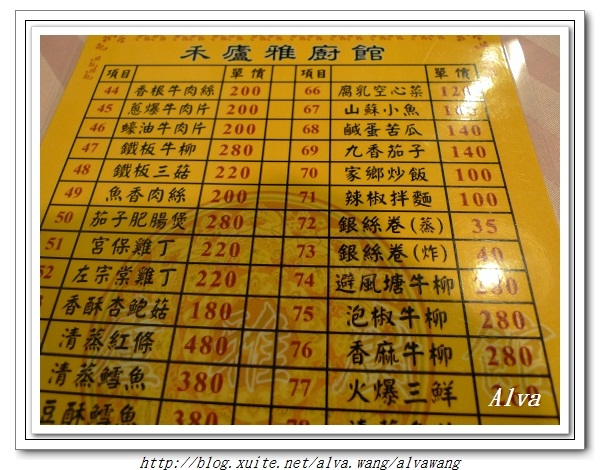 禾廬雅廚館
項目 單價 項目 單價
44 香根牛肉絲 200 66 腐乳空心菜
45 蔥爆牛肉片 200 67 山蘇小魚
46 蠔油牛肉片 200 68 鹹蛋苦瓜 140
47 鐵板牛柳 280 69 九香茄子 140
48 鐵板三菇 220 70 家鄉炒飯 100
49 魚香肉絲 200 71 辣椒拌麵 100
50 茄子肥腸煲 280 72 銀絲卷(蒸) 35
51 宮保雞丁 220 73 銀絲卷(炸) 40
52 左宗棠雞丁 220 74 避風塘牛柳 280
香酥杏鮑菇 180 75 泡椒牛柳 280
清蒸紅條 480 76 香麻牛柳 280
清蒸鱈魚 380 77 火爆三鮮
豆酥鱈魚 380 78
Alva
http://blog.xuite.net/alva.wang/alvawang